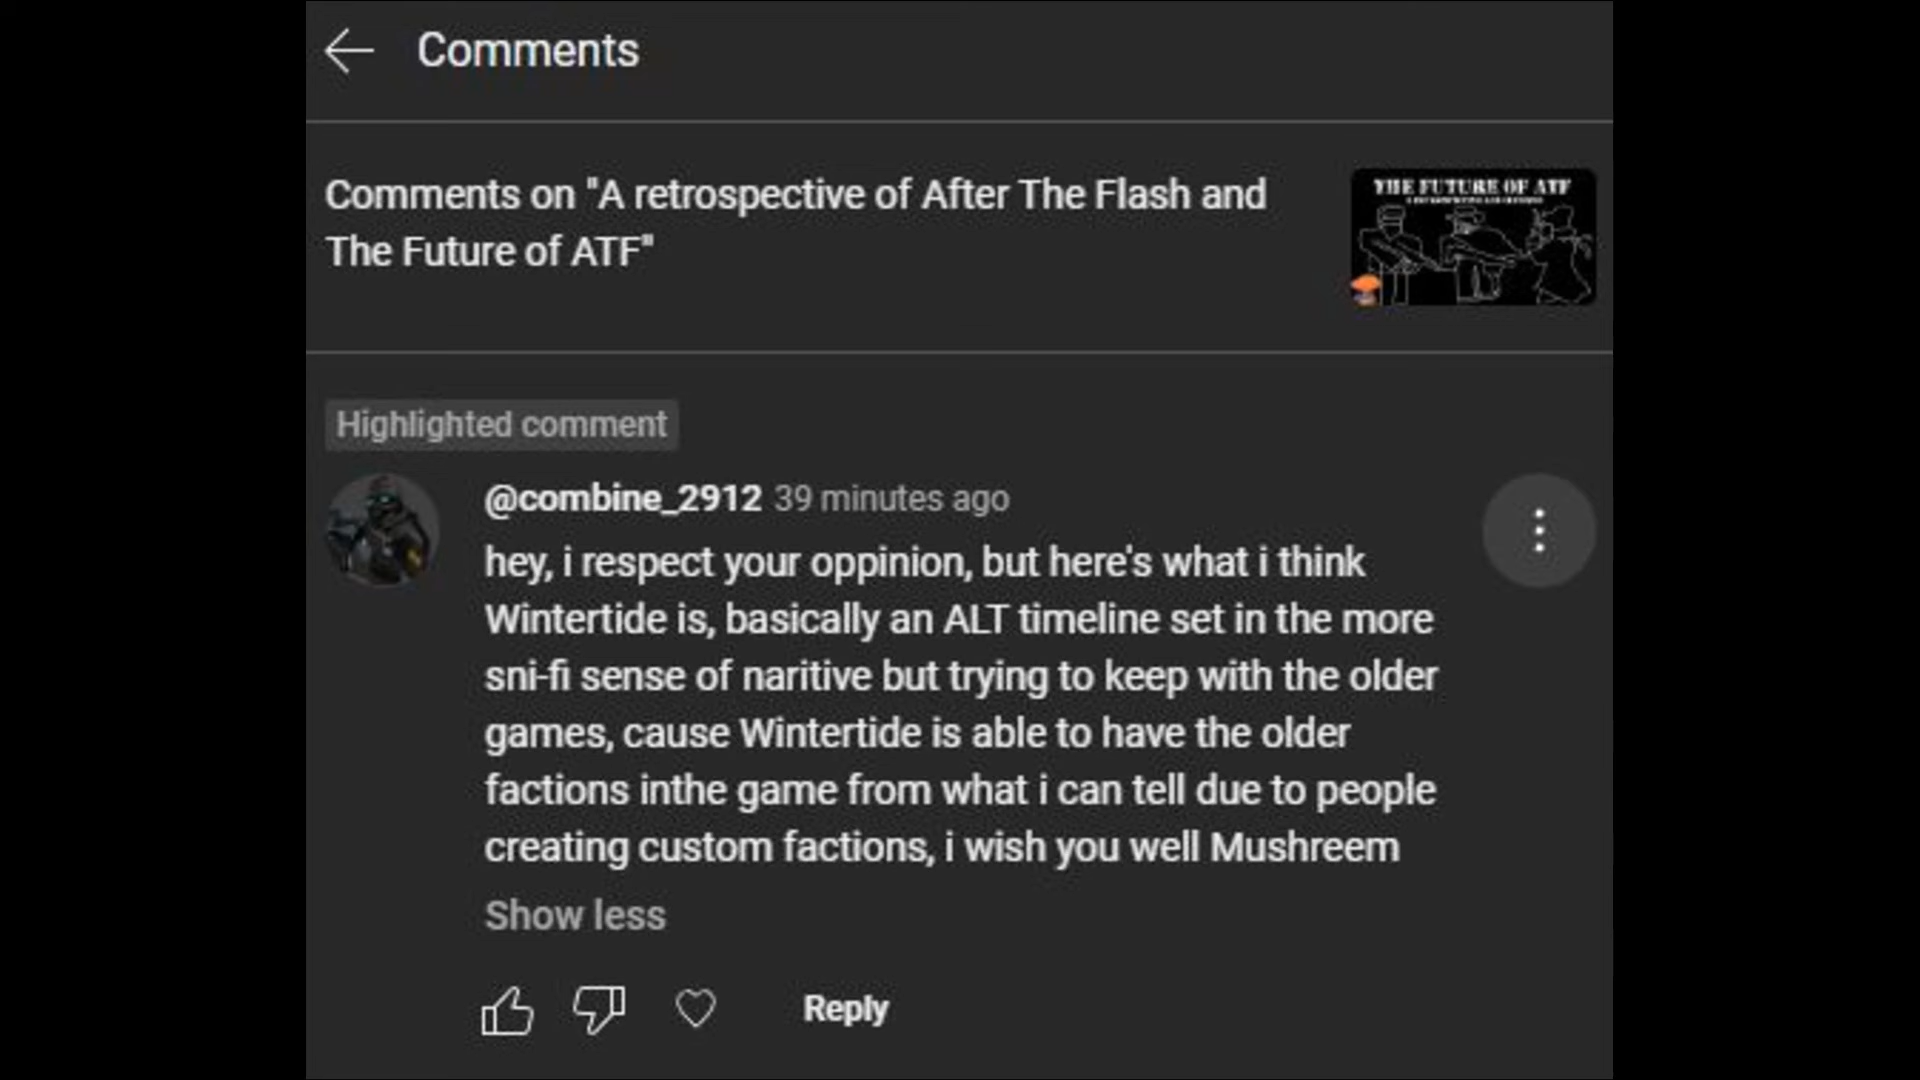 Comments
Comments on "A retrospective of After The Flash and
The Future of ATF"
THE FUTURE OF ATF
Highlighted comment
@combine_2912 39 minutes ago
hey, i respect your oppinion, but here's what i think
Wintertide is, basically an ALT timeline set in the more
sni-fi sense of naritive but trying to keep with the older
games, cause Wintertide is able to have the older
factions inthe game from what i can tell due to people
creating custom factions, i wish you well Mushreem
Show less
Reply